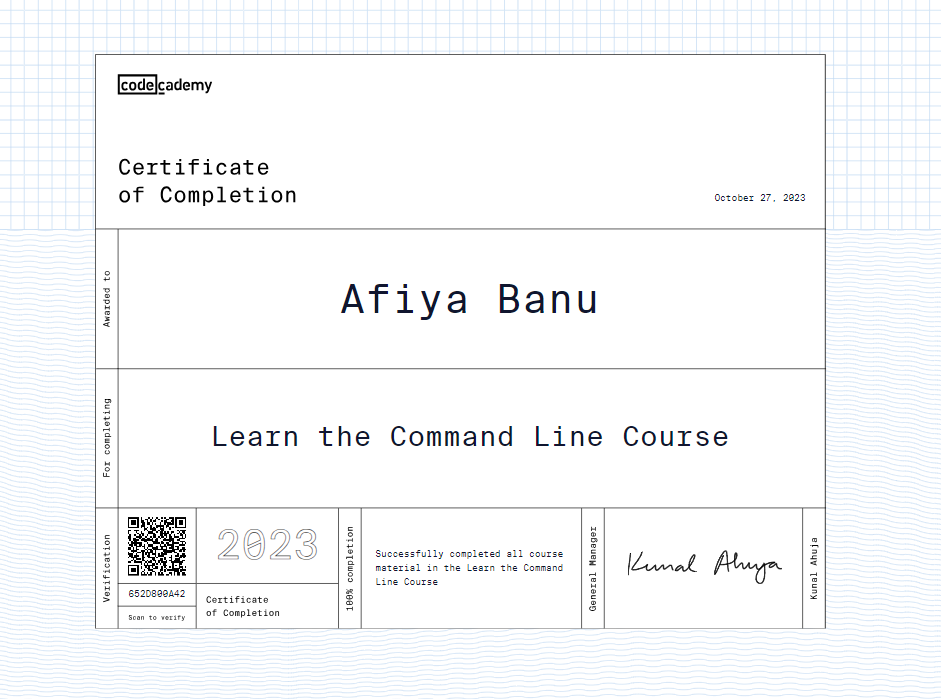 codecademy
Certificate
of Completion
October 27, 2023
Awarded to
Afiya Banu
For completing
Learn the Command Line Course
Verification
652D800A42
Scan to verify
2023
Certificate
of Completion
100% completion
Successfully completed all course
material in the Learn the Command
Line Course
General Manager
Kunal Ahuja
Kunal Ahuja